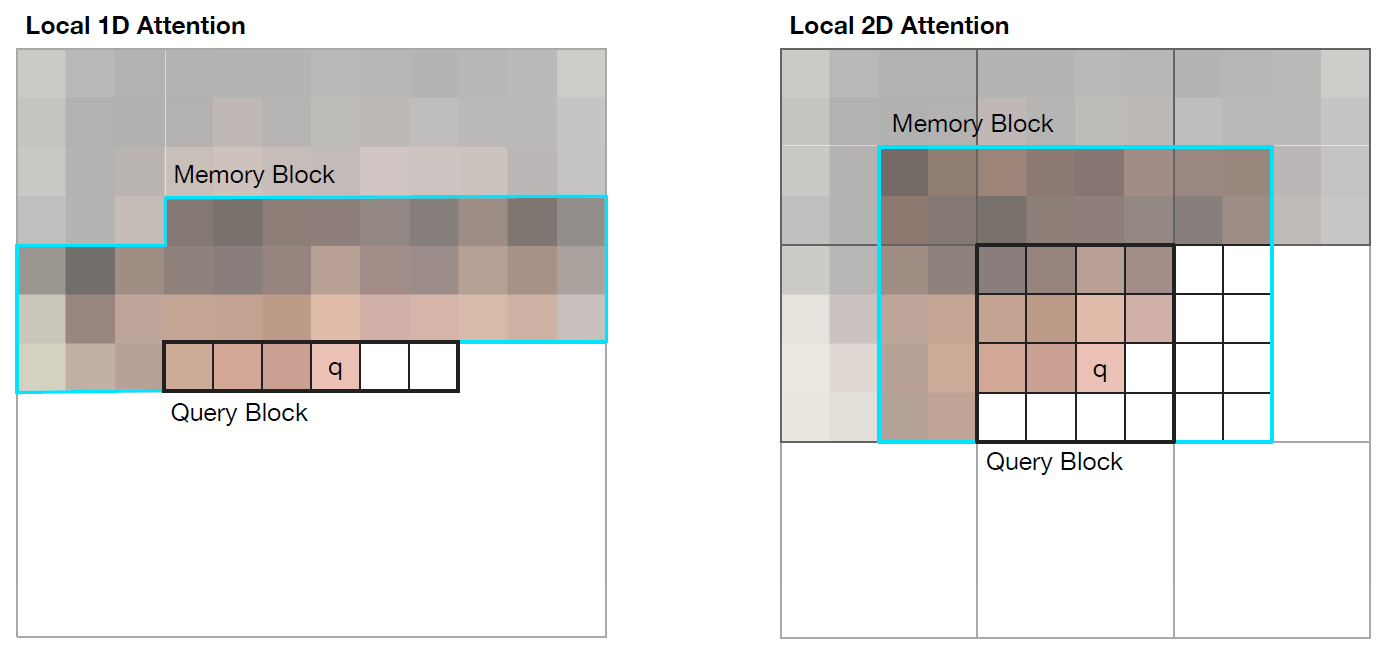 Local 1D Attention
Memory Block
q
Query Block
Local 2D Attention
Memory Block
q
Query Block